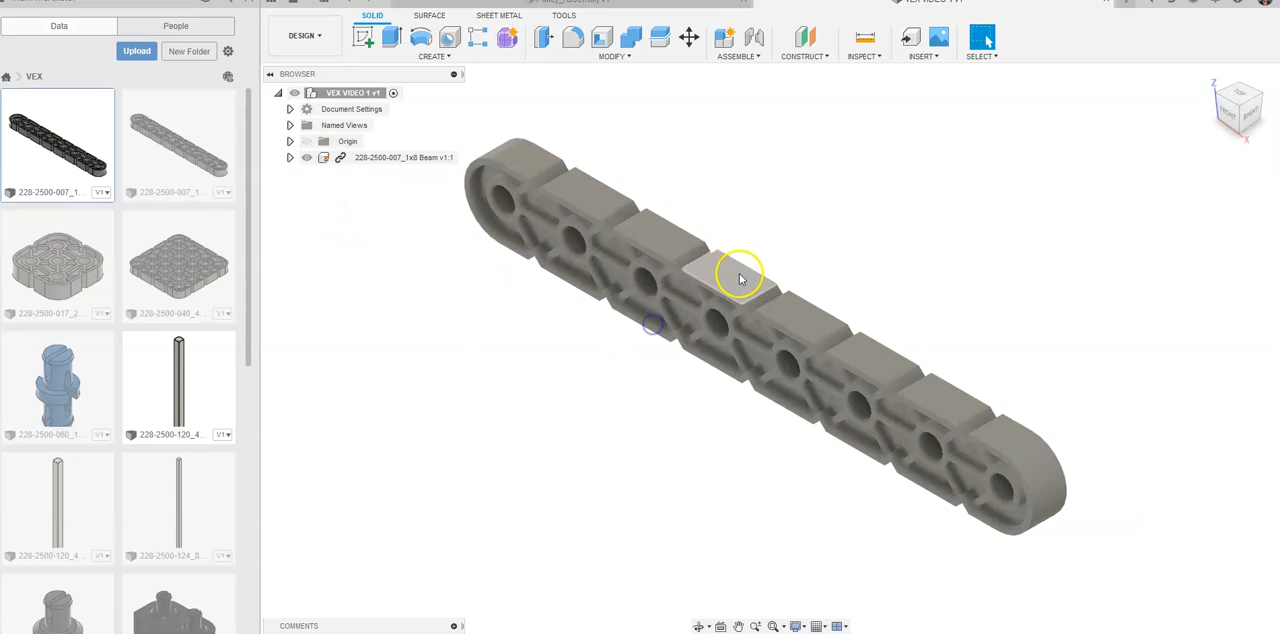 Data
People
Upload
New Folder
VEX
228-2500-007_1...
V1
228-2500-007_1...
V1
228-2500-017_2...
V1
228-2500-040_4...
V1
228-2500-060_1...
V1
228-2500-120_4...
V1
228-2500-120_4...
V1
228-2500-124_8...
V1
SOLID
SURFACE
SHEET METAL
TOOLS
DESIGN
CREATE
MODIFY
ASSEMBLE
CONSTRUCT
INSPECT
INSERT
SELECT
BROWSER
VEX VIDEO 1 v1
Document Settings
Named Views
Origin
228-2500-007_1x8 Beam v1:1
Z
TOP
FRONT
RIGHT
X
COMMENTS